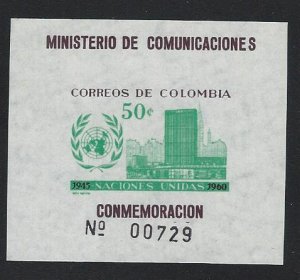 MINISTERIO DE COMUNICACIONES
CORREOS DE COLOMBIA
50¢
1945 NACIONES UNIDAS 1960
CONMEMORACION
Nº 00729